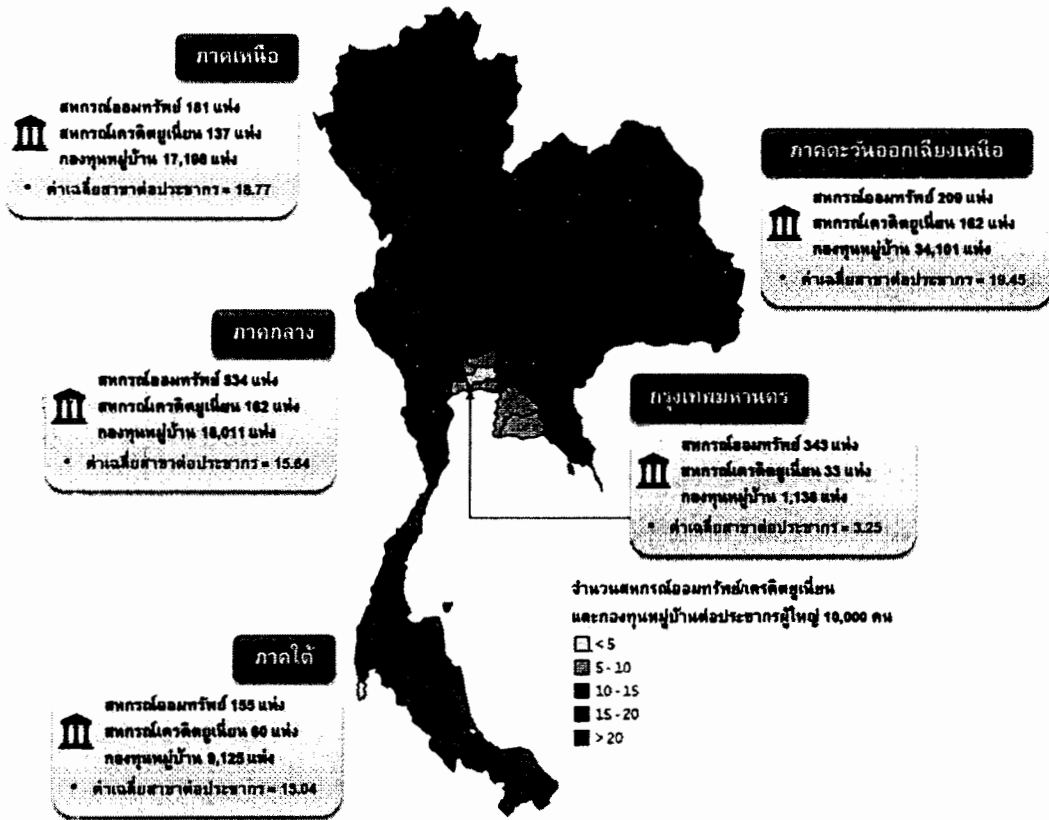 ภาคเหนือ
สหกรณ์ออมทรัพย์ 181 แห่ง
สหกรณ์เครดิตยูเนี่ยน 137 แห่ง
กองทุนหมู่บ้าน 17,198 แห่ง
• ค่าเฉลี่ยสาขาต่อประชากร = 18.77
ภาคตะวันออกเฉียงเหนือ
สหกรณ์ออมทรัพย์ 209 แห่ง
สหกรณ์เครดิตยูเนี่ยน 162 แห่ง
กองทุนหมู่บ้าน 34,101 แห่ง
• ค่าเฉลี่ยสาขาต่อประชากร = 19.45
ภาคกลาง
สหกรณ์ออมทรัพย์ 534 แห่ง
สหกรณ์เครดิตยูเนี่ยน 162 แห่ง
กองทุนหมู่บ้าน 18,011 แห่ง
• ค่าเฉลี่ยสาขาต่อประชากร = 15.64
กรุงเทพมหานคร
สหกรณ์ออมทรัพย์ 343 แห่ง
สหกรณ์เครดิตยูเนี่ยน 33 แห่ง
กองทุนหมู่บ้าน 1,138 แห่ง
• ค่าเฉลี่ยสาขาต่อประชากร = 3.25
จำนวนสหกรณ์ออมทรัพย์/เครดิตยูเนี่ยน
และกองทุนหมู่บ้านต่อประชากรผู้ใหญ่ 10,000 คน
< 5
5 - 10
10 - 15
15 - 20
> 20
ภาคใต้
สหกรณ์ออมทรัพย์ 155 แห่ง
สหกรณ์เครดิตยูเนี่ยน 60 แห่ง
กองทุนหมู่บ้าน 9,125 แห่ง
• ค่าเฉลี่ยสาขาต่อประชากร = 13.04